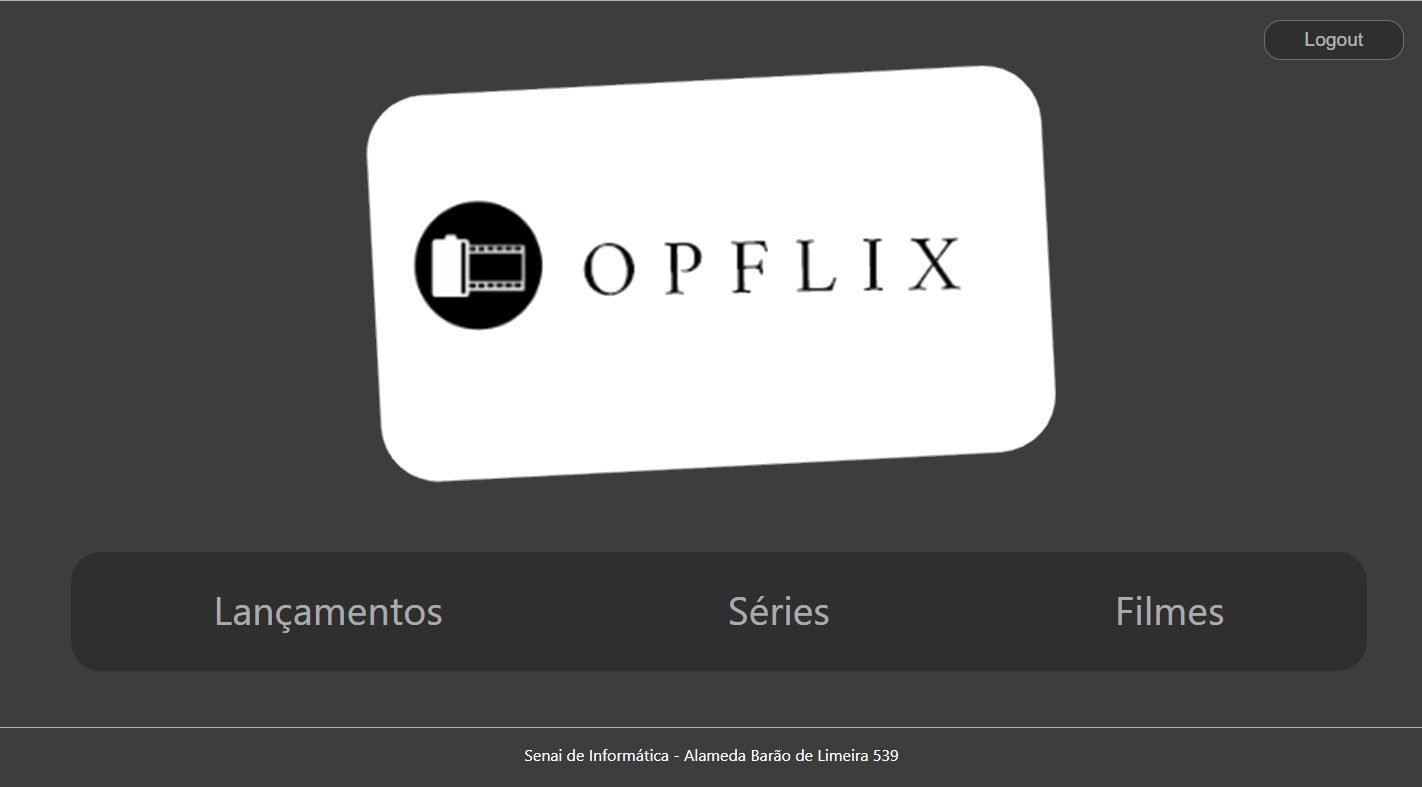 Logout
OPFLIX
Lançamentos
Séries
Filmes
Senai de Informática - Alameda Barão de Limeira 539